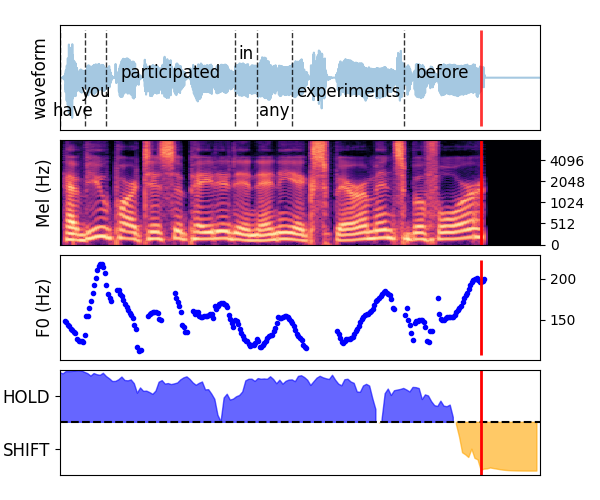 waveform
have
you
participated
in
any
experiments
before
Mel (Hz)
4096
2048
1024
512
0
F0 (Hz)
200
150
HOLD
SHIFT